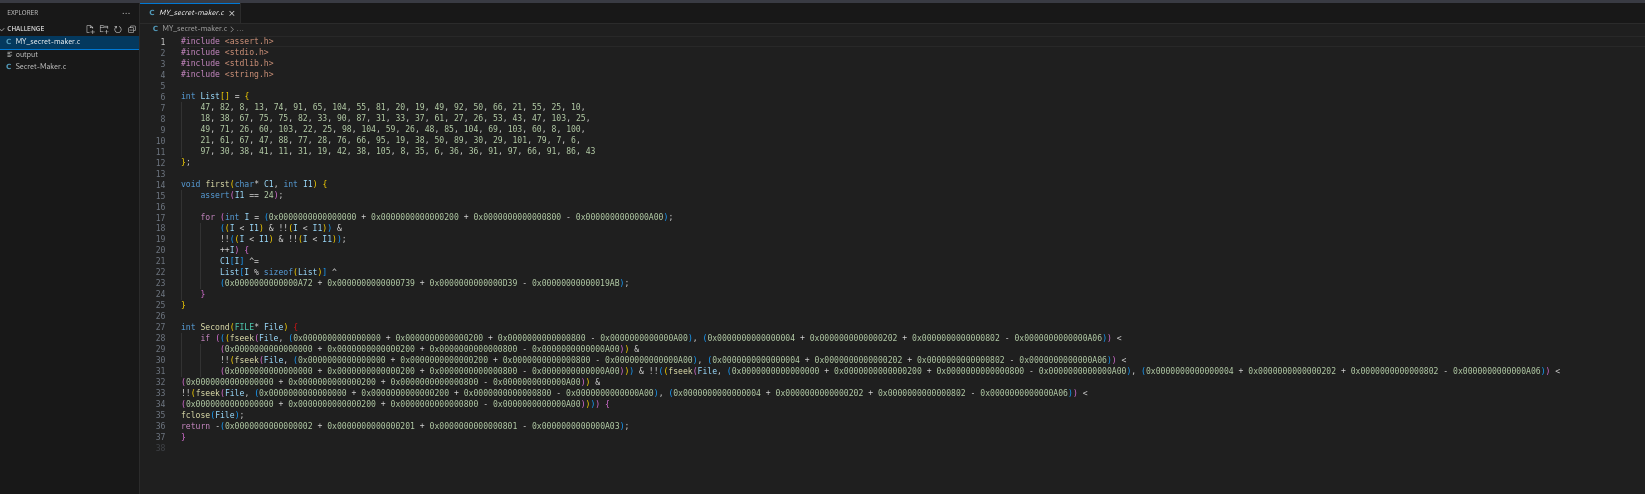 EXPLORER
MY_secret-maker.c
CHALLENGE
MY_secret-maker.c
output
Secret-Maker.c
MY_secret-maker.c > ...
1 #include <assert.h>
2 #include <stdio.h>
3 #include <stdlib.h>
4 #include <string.h>
5
6 int List[] = {
7 47, 82, 8, 13, 74, 91, 65, 104, 55, 81, 20, 19, 49, 92, 50, 66, 21, 55, 25, 10,
8 18, 38, 67, 75, 75, 82, 33, 90, 87, 31, 33, 37, 61, 27, 26, 53, 43, 47, 103, 25,
9 49, 71, 26, 60, 103, 22, 25, 98, 104, 59, 26, 48, 85, 104, 69, 103, 60, 8, 100,
10 21, 61, 67, 47, 88, 77, 28, 76, 66, 95, 19, 38, 50, 89, 30, 29, 101, 79, 7, 6,
11 97, 30, 38, 41, 11, 31, 19, 42, 38, 105, 8, 35, 6, 36, 36, 91, 97, 66, 91, 86, 43
12 };
13
14 void first(char* C1, int I1) {
15 assert(I1 == 24);
16
17 for (int I = (0x0000000000000000 + 0x0000000000000200 + 0x0000000000000800 - 0x0000000000000A00);
18 ((I < I1) & !!(I < I1)) &
19 !!((I < I1) & !!(I < I1));
20 ++I) {
21 C1[I] ^=
22 List[I % sizeof(List)] ^
23 (0x0000000000000A72 + 0x0000000000000739 + 0x0000000000000D39 - 0x00000000000019AB);
24 }
25 }
26
27 int Second(FILE* File) {
28 if (((fseek(File, (0x0000000000000000 + 0x0000000000000200 + 0x0000000000000800 - 0x0000000000000A00), (0x0000000000000004 + 0x0000000000000202 + 0x0000000000000802 - 0x0000000000000A06)) <
29 (0x0000000000000000 + 0x0000000000000200 + 0x0000000000000800 - 0x0000000000000A00)) &
30 !!(fseek(File, (0x0000000000000000 + 0x0000000000000200 + 0x0000000000000800 - 0x0000000000000A00), (0x0000000000000004 + 0x0000000000000202 + 0x0000000000000802 - 0x0000000000000A06)) <
31 (0x0000000000000000 + 0x0000000000000200 + 0x0000000000000800 - 0x0000000000000A00))) & !!((fseek(File, (0x0000000000000000 + 0x0000000000000200 + 0x0000000000000800 - 0x0000000000000A00), (0x0000000000000004 + 0x0000000000000202 + 0x0000000000000802 - 0x0000000000000A06)) <
32 (0x0000000000000000 + 0x0000000000000200 + 0x0000000000000800 - 0x0000000000000A00)) &
33 !!(fseek(File, (0x0000000000000000 + 0x0000000000000200 + 0x0000000000000800 - 0x0000000000000A00), (0x0000000000000004 + 0x0000000000000202 + 0x0000000000000802 - 0x0000000000000A06)) <
34 (0x0000000000000000 + 0x0000000000000200 + 0x0000000000000800 - 0x0000000000000A00)))) {
35 fclose(File);
36 return -(0x0000000000000002 + 0x0000000000000201 + 0x0000000000000801 - 0x0000000000000A03);
37 }
38